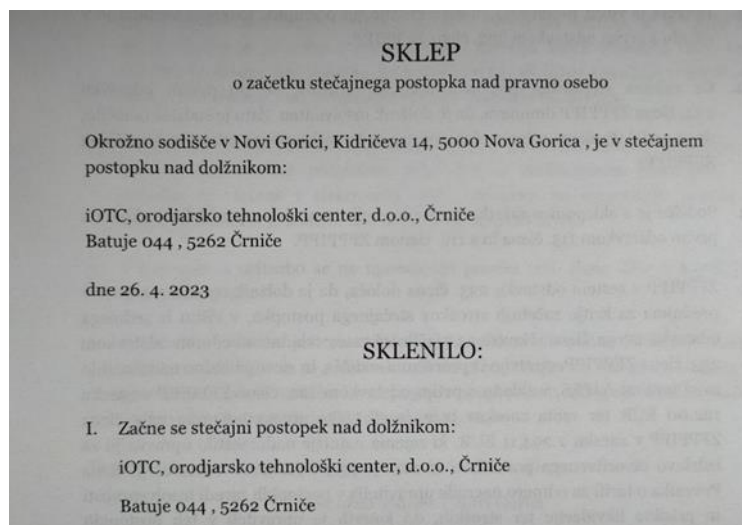 SKLEP
o začetku stečajnega postopka nad pravno osebo
Okrožno sodišče v Novi Gorici, Kidričeva 14, 5000 Nova Gorica , je v stečajnem
postopku nad dolžnikom:
iOTC, orodjarsko tehnološki center, d.o.o., Črniče
Batuje 044 , 5262 Črniče
dne 26. 4. 2023
SKLENILO:
I. Začne se stečajni postopek nad dolžnikom:
iOTC, orodjarsko tehnološki center, d.o.o., Črniče
Batuje 044 , 5262 Črniče